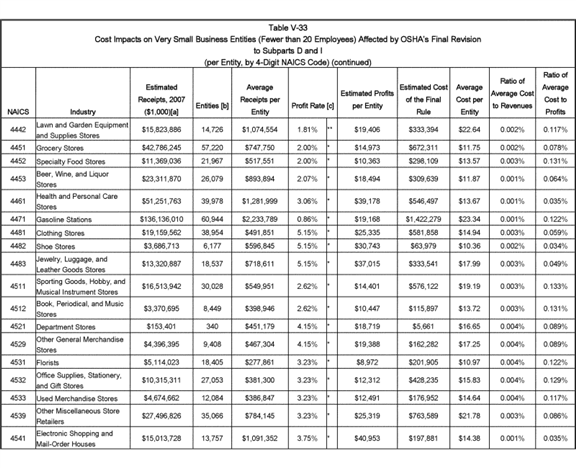 Table V-33
Cost Impacts on Very Small Business Entities (Fewer than 20 Employees) Affected by OSHA's Final Revision
to Subparts D and I
(per Entity, by 4-Digit NAICS Code) (continued)
NAICS Industry Estimated Receipts, 2007 ($1,000)[a] Entities [b] Average Receipts per Entity Profit Rate [c] Estimated Profits per Entity Estimated Cost of the Final Rule Average Cost per Entity Ratio of Average Cost to Revenues Ratio of Average Cost to Profits
4442 Lawn and Garden Equipment and Supplies Stores $15,823,886 14,726 $1,074,554 1.81% ** $19,406 $333,394 $22.64 0.002% 0.117%
4451 Grocery Stores $42,786,245 57,220 $747,750 2.00% * $14,973 $672,311 $11.75 0.002% 0.078%
4452 Specialty Food Stores $11,369,036 21,967 $517,551 2.00% * $10,363 $298,109 $13.57 0.003% 0.131%
4453 Beer, Wine, and Liquor Stores $23,311,870 26,079 $893,894 2.07% * $18,494 $309,639 $11.87 0.001% 0.064%
4461 Health and Personal Care Stores $51,251,763 39,978 $1,281,999 3.06% * $39,178 $546,497 $13.67 0.001% 0.035%
4471 Gasoline Stations $136,136,010 60,944 $2,233,789 0.86% * $19,168 $1,422,279 $23.34 0.001% 0.122%
4481 Clothing Stores $19,159,562 38,954 $491,851 5.15% * $25,335 $581,858 $14.94 0.003% 0.059%
4482 Shoe Stores $3,686,713 6,177 $596,845 5.15% * $30,743 $63,979 $10.36 0.002% 0.034%
4483 Jewelry, Luggage, and Leather Goods Stores $13,320,887 18,537 $718,611 5.15% * $37,015 $333,541 $17.99 0.003% 0.049%
4511 Sporting Goods, Hobby, and Musical Instrument Stores $16,513,942 30,028 $549,951 2.62% * $14,401 $576,122 $19.19 0.003% 0.133%
4512 Book, Periodical, and Music Stores $3,370,695 8,449 $398,946 2.62% * $10,447 $115,897 $13.72 0.003% 0.131%
4521 Department Stores $153,401 340 $451,179 4.15% * $18,719 $5,661 $16.65 0.004% 0.089%
4529 Other General Merchandise Stores $4,396,395 9,408 $467,304 4.15% * $19,388 $162,282 $17.25 0.004% 0.089%
4531 Florists $5,114,023 18,405 $277,861 3.23% * $8,972 $201,905 $10.97 0.004% 0.122%
4532 Office Supplies, Stationery, and Gift Stores $10,315,311 27,053 $381,300 3.23% * $12,312 $428,235 $15.83 0.004% 0.129%
4533 Used Merchandise Stores $4,674,662 12,084 $386,847 3.23% * $12,491 $176,952 $14.64 0.004% 0.117%
4539 Other Miscellaneous Store Retailers $27,496,826 35,066 $784,145 3.23% * $25,319 $763,589 $21.78 0.003% 0.086%
4541 Electronic Shopping and Mail-Order Houses $15,013,728 13,757 $1,091,352 3.75% * $40,953 $197,881 $14.38 0.001% 0.035%